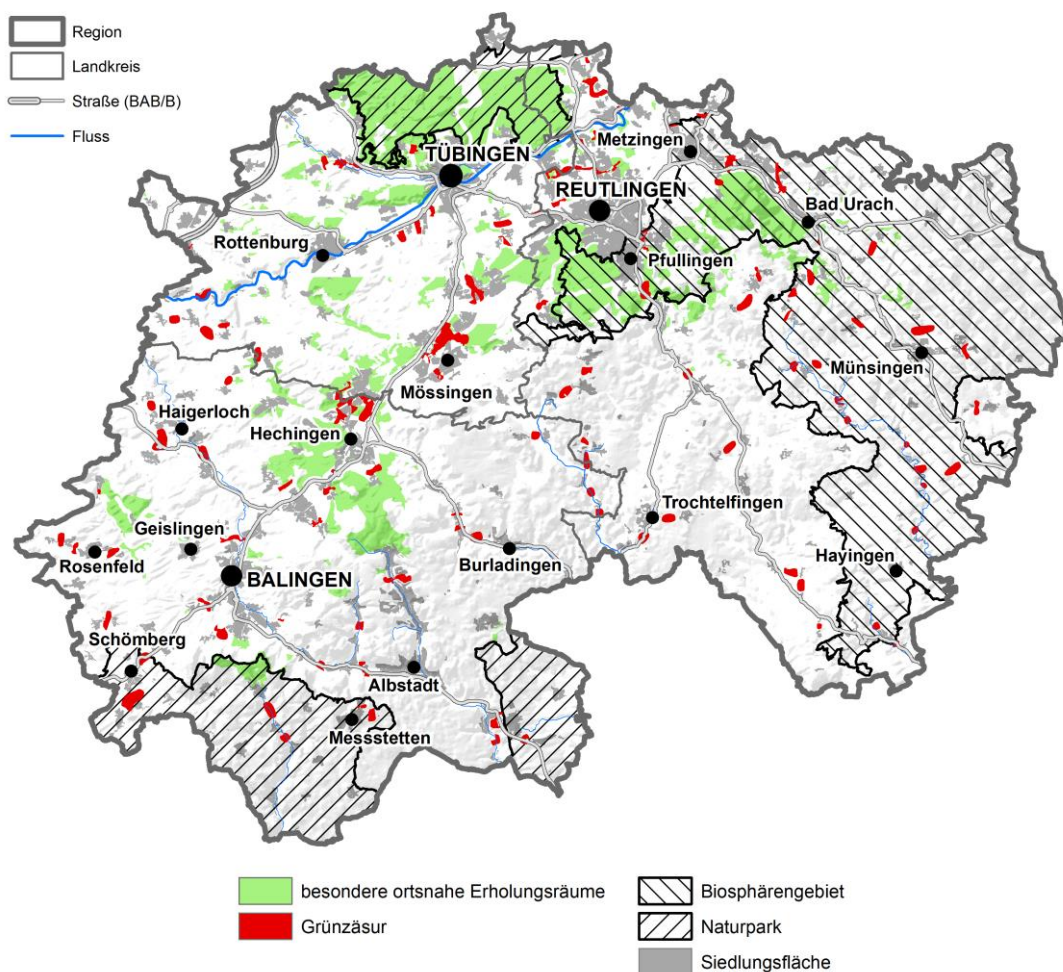 Region
Landkreis
Straße (BAB/B)
Fluss
Metzingen
TÜBINGEN
REUTLINGEN
Bad Urach
Rottenburg
Pfullingen
Münsingen
Mössingen
Haigerloch
Hechingen
Trochtelfingen
Geislingen
Rosenfeld
Burladingen
Hayingen
BALINGEN
Schömberg
Albstadt
Messstetten
besondere ortsnahe Erholungsräume
Biosphärengebiet
Grünzäsur
Naturpark
Siedlungsfläche